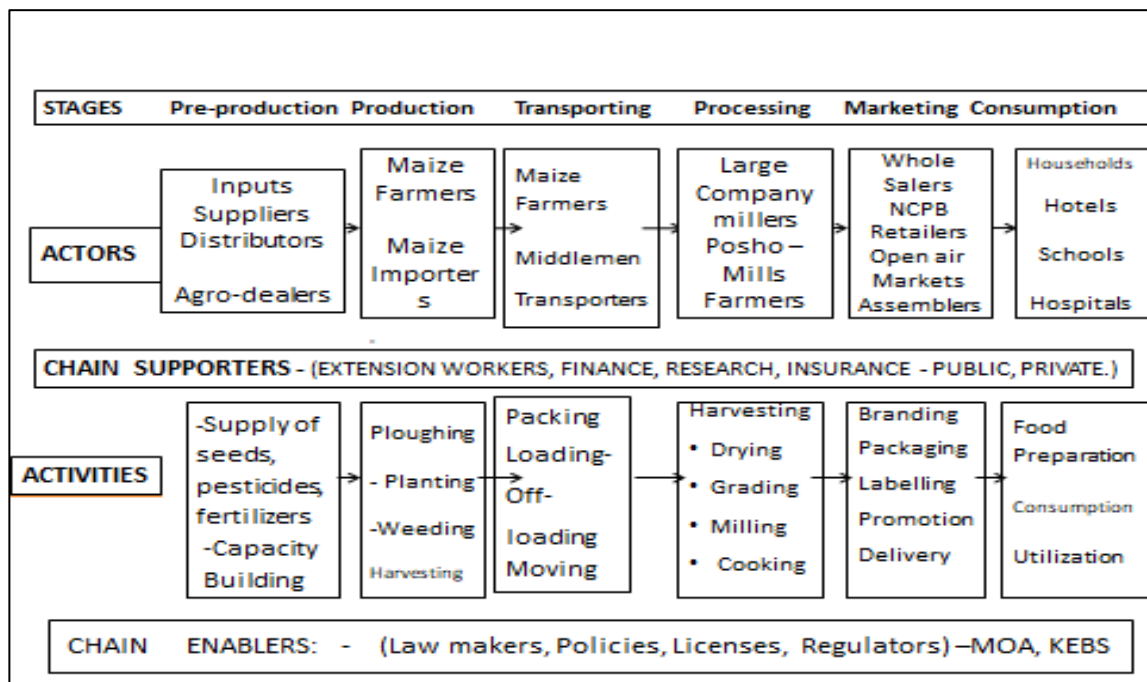 STAGES Pre-production Production Transporting Processing Marketing Consumption
ACTORS
Inputs
Suppliers
Distributors
Agro-dealers
Maize
Farmers
Maize
Importer
s
Maize
Farmers
Middlemen
Transporters
Large
Company
millers
Posho –
Mills
Farmers
Whole
Salers
NCPB
Retailers
Open air
Markets
Assemblers
Households
Hotels
Schools
Hospitals
CHAIN SUPPORTERS - (EXTENSION WORKERS, FINANCE, RESEARCH, INSURANCE - PUBLIC, PRIVATE.)
ACTIVITIES
-Supply of
seeds,
pesticides,
fertilizers
-Capacity
Building
Ploughing
- Planting
-Weeding
Harvesting
Packing
Loading-
Off-
loading
Moving
Harvesting
• Drying
• Grading
• Milling
• Cooking
Branding
Packaging
Labelling
Promotion
Delivery
Food
Preparation
Consumption
Utilization
CHAIN ENABLERS: - (Law makers, Policies, Licenses, Regulators) –MOA, KEBS